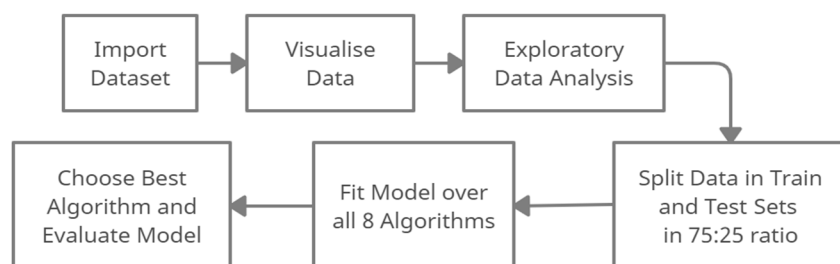 Import
Dataset
Visualise
Data
Exploratory
Data Analysis
Split Data in Train
and Test Sets
in 75:25 ratio
Fit Model over
all 8 Algorithms
Choose Best
Algorithm and
Evaluate Model